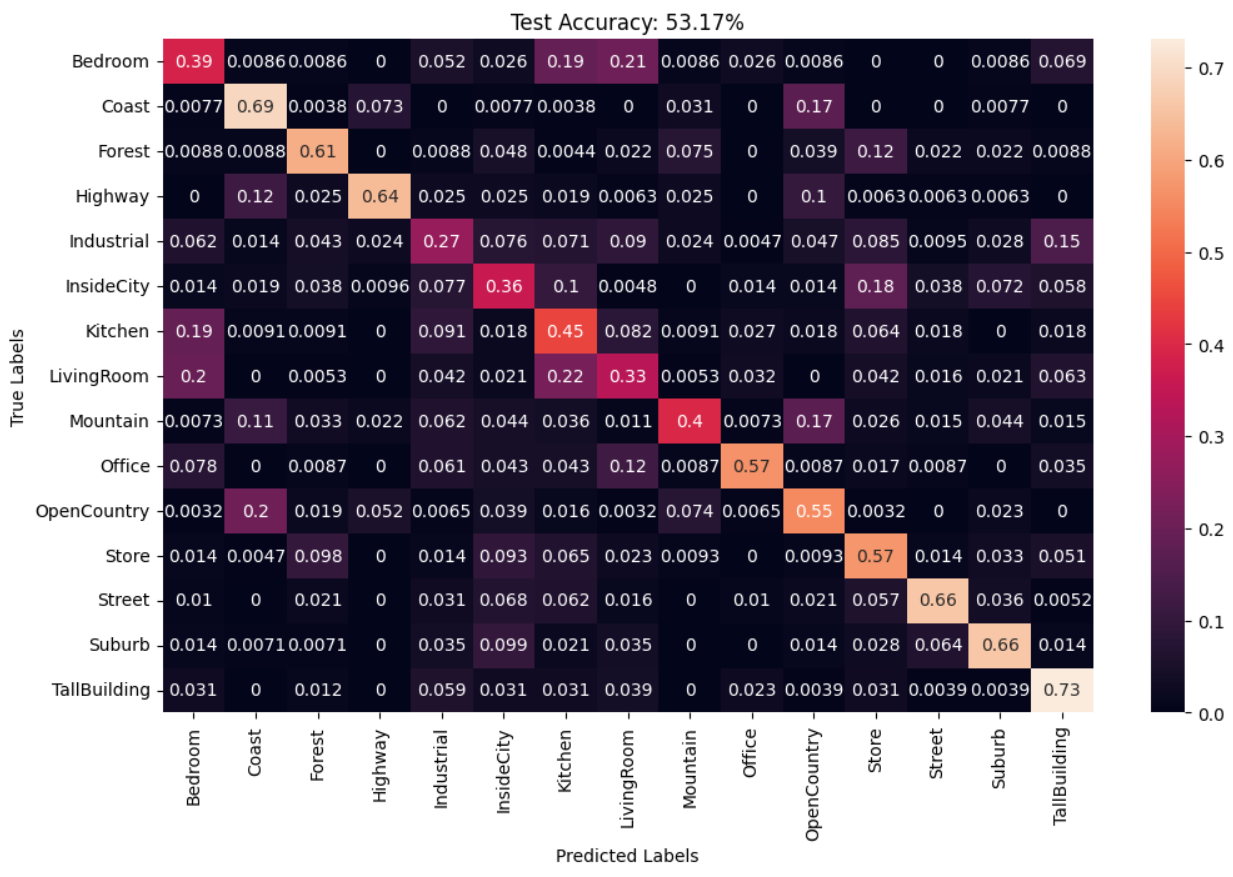 Test Accuracy: 53.17%
Bedroom 0.39 0.0086 0.0086 0 0.052 0.026 0.19 0.21 0.0086 0.026 0.0086 0 0 0.0086 0.069
Coast 0.0077 0.69 0.0038 0.073 0 0.0077 0.0038 0 0.031 0 0.17 0 0 0.0077 0
Forest 0.0088 0.0088 0.61 0 0.0088 0.048 0.0044 0.022 0.075 0 0.039 0.12 0.022 0.022 0.0088
Highway 0 0.12 0.025 0.64 0.025 0.025 0.019 0.0063 0.025 0 0.1 0.0063 0.0063 0.0063 0
Industrial 0.062 0.014 0.043 0.024 0.27 0.076 0.071 0.09 0.024 0.0047 0.047 0.085 0.0095 0.028 0.15
InsideCity 0.014 0.019 0.038 0.0096 0.077 0.36 0.1 0.0048 0 0.014 0.014 0.18 0.038 0.072 0.058
Kitchen 0.19 0.0091 0.0091 0 0.091 0.018 0.45 0.082 0.0091 0.027 0.018 0.064 0.018 0 0.018
LivingRoom 0.2 0 0.0053 0 0.042 0.021 0.22 0.33 0.0053 0.032 0 0.042 0.016 0.021 0.063
Mountain 0.0073 0.11 0.033 0.022 0.062 0.044 0.036 0.011 0.4 0.0073 0.17 0.026 0.015 0.044 0.015
Office 0.078 0 0.0087 0 0.061 0.043 0.043 0.12 0.0087 0.57 0.0087 0.017 0.0087 0 0.035
OpenCountry 0.0032 0.2 0.019 0.052 0.0065 0.039 0.016 0.0032 0.074 0.0065 0.55 0.0032 0 0.023 0
Store 0.014 0.0047 0.098 0 0.014 0.093 0.065 0.023 0.0093 0 0.0093 0.57 0.014 0.033 0.051
Street 0.01 0 0.021 0 0.031 0.068 0.062 0.016 0 0.01 0.021 0.057 0.66 0.036 0.0052
Suburb 0.014 0.0071 0.0071 0 0.035 0.099 0.021 0.035 0 0 0.014 0.028 0.064 0.66 0.014
TallBuilding 0.031 0 0.012 0 0.059 0.031 0.031 0.039 0 0.023 0.0039 0.031 0.0039 0.0039 0.73
Bedroom Coast Forest Highway Industrial InsideCity Kitchen LivingRoom Mountain Office OpenCountry Store Street Suburb TallBuilding
Predicted Labels
True Labels
0.7
0.6
0.5
0.4
0.3
0.2
0.1
0.0